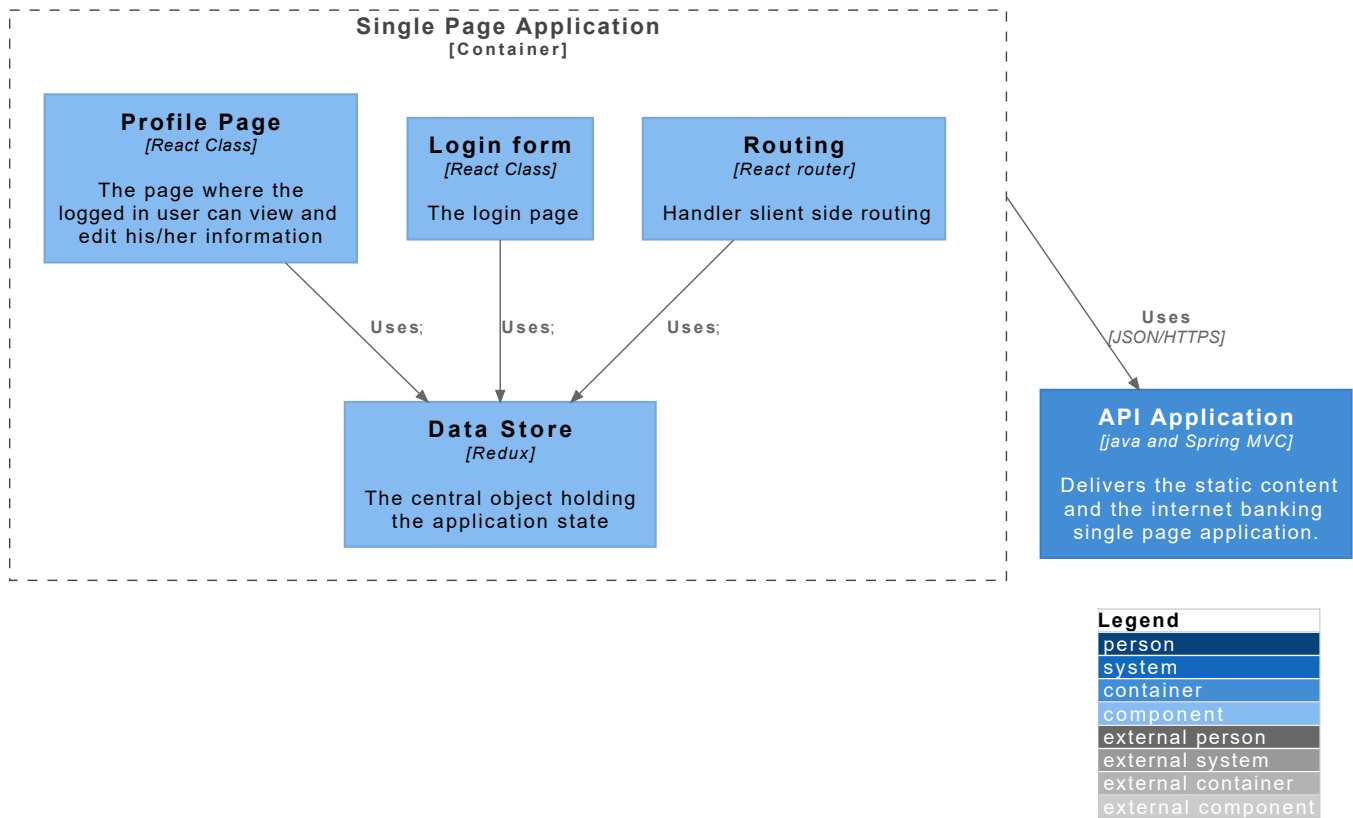 Single Page Application
[Container]
Profile Page
[React Class]
The page where the
logged in user can view and
edit his/her information
Login form
[React Class]
The login page
Routing
[React router]
Handler slient side routing
Uses;
Uses;
Uses;
Uses
[JSON/HTTPS]
Data Store
[Redux]
The central object holding
the application state
API Application
[java and Spring MVC]
Delivers the static content
and the internet banking
single page application.
Legend
person
system
container
component
external person
external system
external container
external component